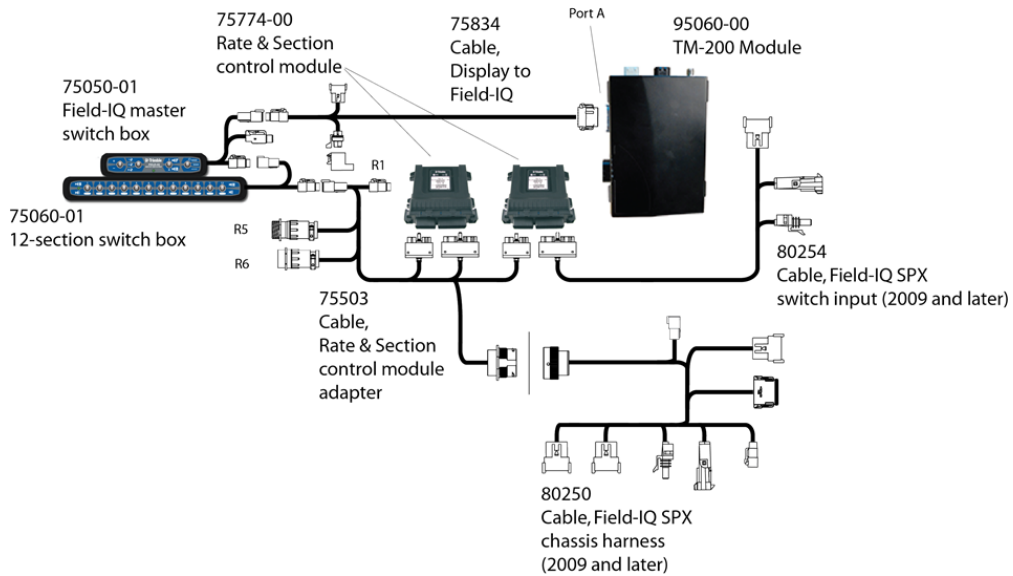 75774-00
Rate & Section
control module
75834
Cable,
Display to
Field-IQ
Port A
95060-00
TM-200 Module
75050-01
Field-IQ master
switch box
75060-01
12-section switch box
R1
R5
R6
75503
Cable,
Rate & Section
control module
adapter
80254
Cable, Field-IQ SPX
switch input (2009 and later)
80250
Cable, Field-IQ SPX
chassis harness
(2009 and later)